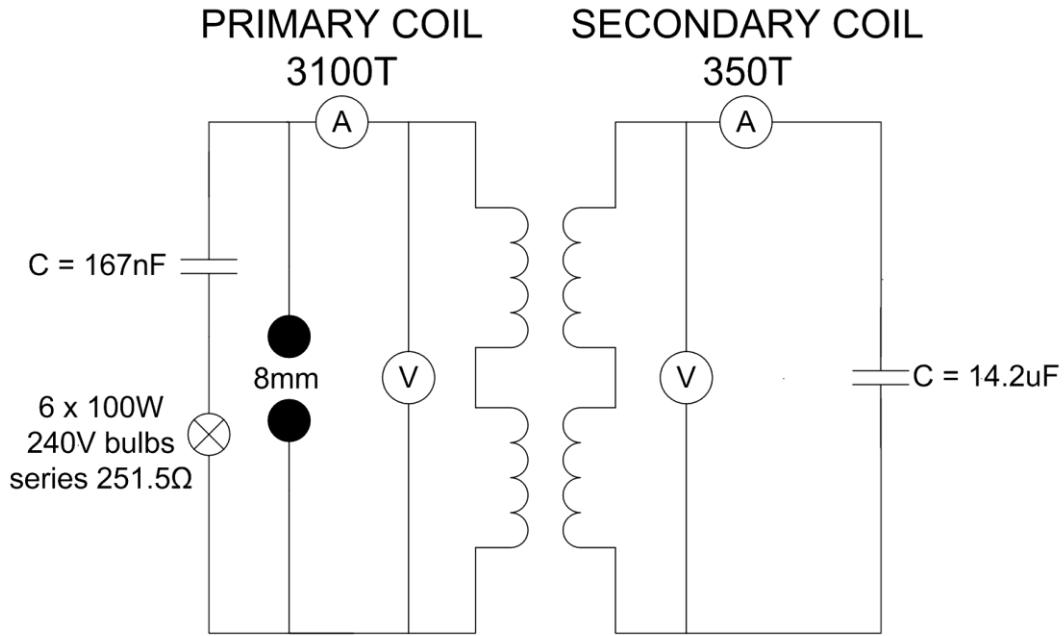 PRIMARY COIL
3100T
SECONDARY COIL
350T
A
A
C = 167nF
8mm
V
V
C = 14.2uF
6 x 100W
240V bulbs
series 251.5Ω